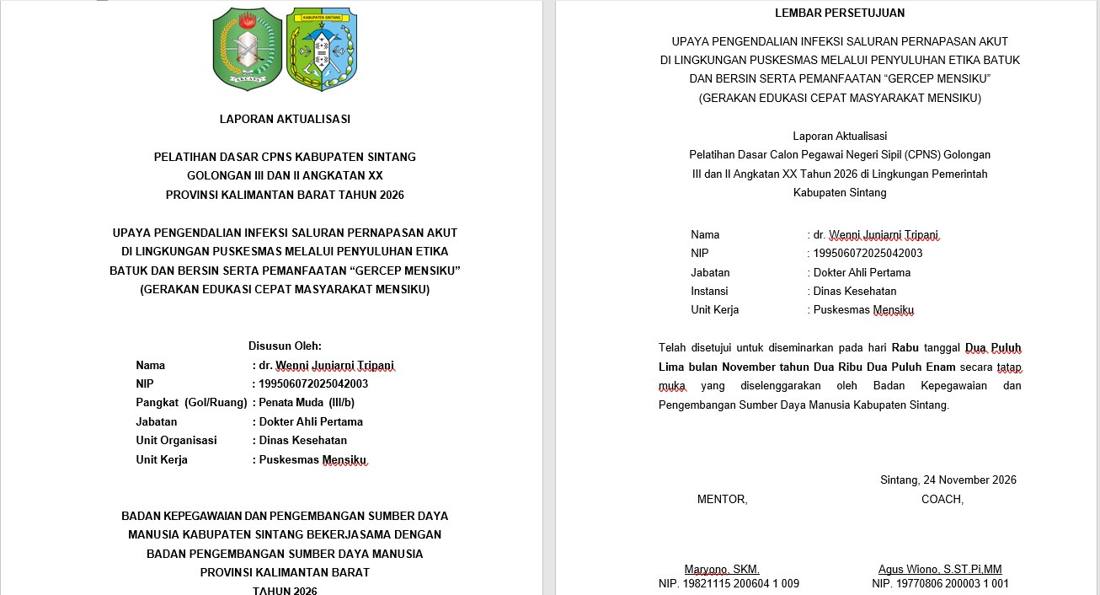 KABUPATEN SINTANG
AKCAYA
LAPORAN AKTUALISASI
PELATIHAN DASAR CPNS KABUPATEN SINTANG
GOLONGAN III DAN II ANGKATAN XX
PROVINSI KALIMANTAN BARAT TAHUN 2026
UPAYA PENGENDALIAN INFEKSI SALURAN PERNAPASAN AKUT
DI LINGKUNGAN PUSKESMAS MELALUI PENYULUHAN ETIKA
BATUK DAN BERSIN SERTA PEMANFAATAN “GERCEP MENSIKU”
(GERAKAN EDUKASI CEPAT MASYARAKAT MENSIKU)
Disusun Oleh:
Nama : dr. Wenni Juniarni Tripani
NIP : 199506072025042003
Pangkat (Gol/Ruang) : Penata Muda (III/b)
Jabatan : Dokter Ahli Pertama
Unit Organisasi : Dinas Kesehatan
Unit Kerja : Puskesmas Mensiku
BADAN KEPEGAWAIAN DAN PENGEMBANGAN SUMBER DAYA
MANUSIA KABUPATEN SINTANG BEKERJASAMA DENGAN
BADAN PENGEMBANGAN SUMBER DAYA MANUSIA
PROVINSI KALIMANTAN BARAT
TAHUN 2026
LEMBAR PERSETUJUAN
UPAYA PENGENDALIAN INFEKSI SALURAN PERNAPASAN AKUT
DI LINGKUNGAN PUSKESMAS MELALUI PENYULUHAN ETIKA BATUK
DAN BERSIN SERTA PEMANFAATAN “GERCEP MENSIKU”
(GERAKAN EDUKASI CEPAT MASYARAKAT MENSIKU)
Laporan Aktualisasi
Pelatihan Dasar Calon Pegawai Negeri Sipil (CPNS) Golongan
III dan II Angkatan XX Tahun 2026 di Lingkungan Pemerintah
Kabupaten Sintang
Nama : dr. Wenni Juniarni Tripani
NIP : 199506072025042003
Jabatan : Dokter Ahli Pertama
Instansi : Dinas Kesehatan
Unit Kerja : Puskesmas Mensiku
Telah disetujui untuk diseminarkan pada hari Rabu tanggal Dua Puluh
Lima bulan November tahun Dua Ribu Dua Puluh Enam secara tatap
muka yang diselenggarakan oleh Badan Kepegawaian dan
Pengembangan Sumber Daya Manusia Kabupaten Sintang.
Sintang, 24 November 2026
MENTOR, COACH,
Maryono, SKM. Agus Wiono, S.ST.Pi,MM
NIP. 19821115 200604 1 009 NIP. 19770806 200003 1 001